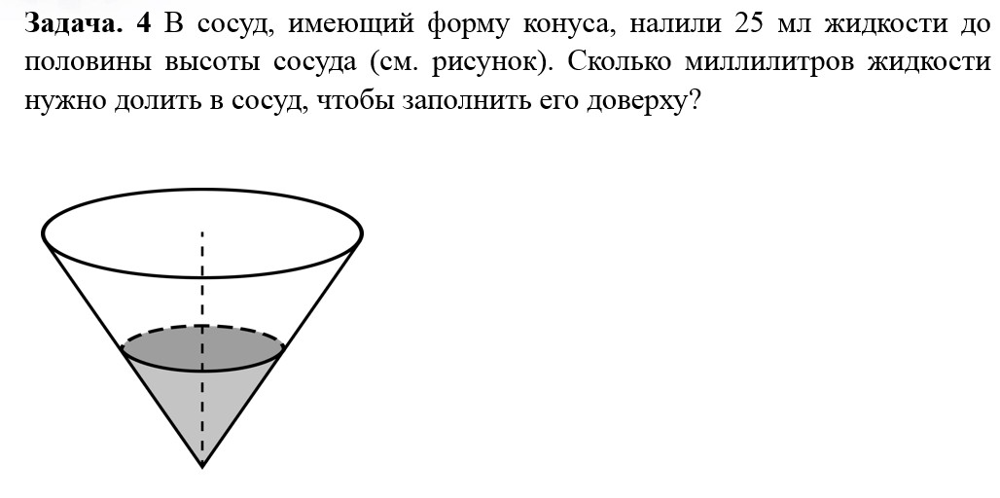 Задача. 4 В сосуд, имеющий форму конуса, налили 25 мл жидкости до
половины высоты сосуда (см. рисунок). Сколько миллилитров жидкости
нужно долить в сосуд, чтобы заполнить его доверху?